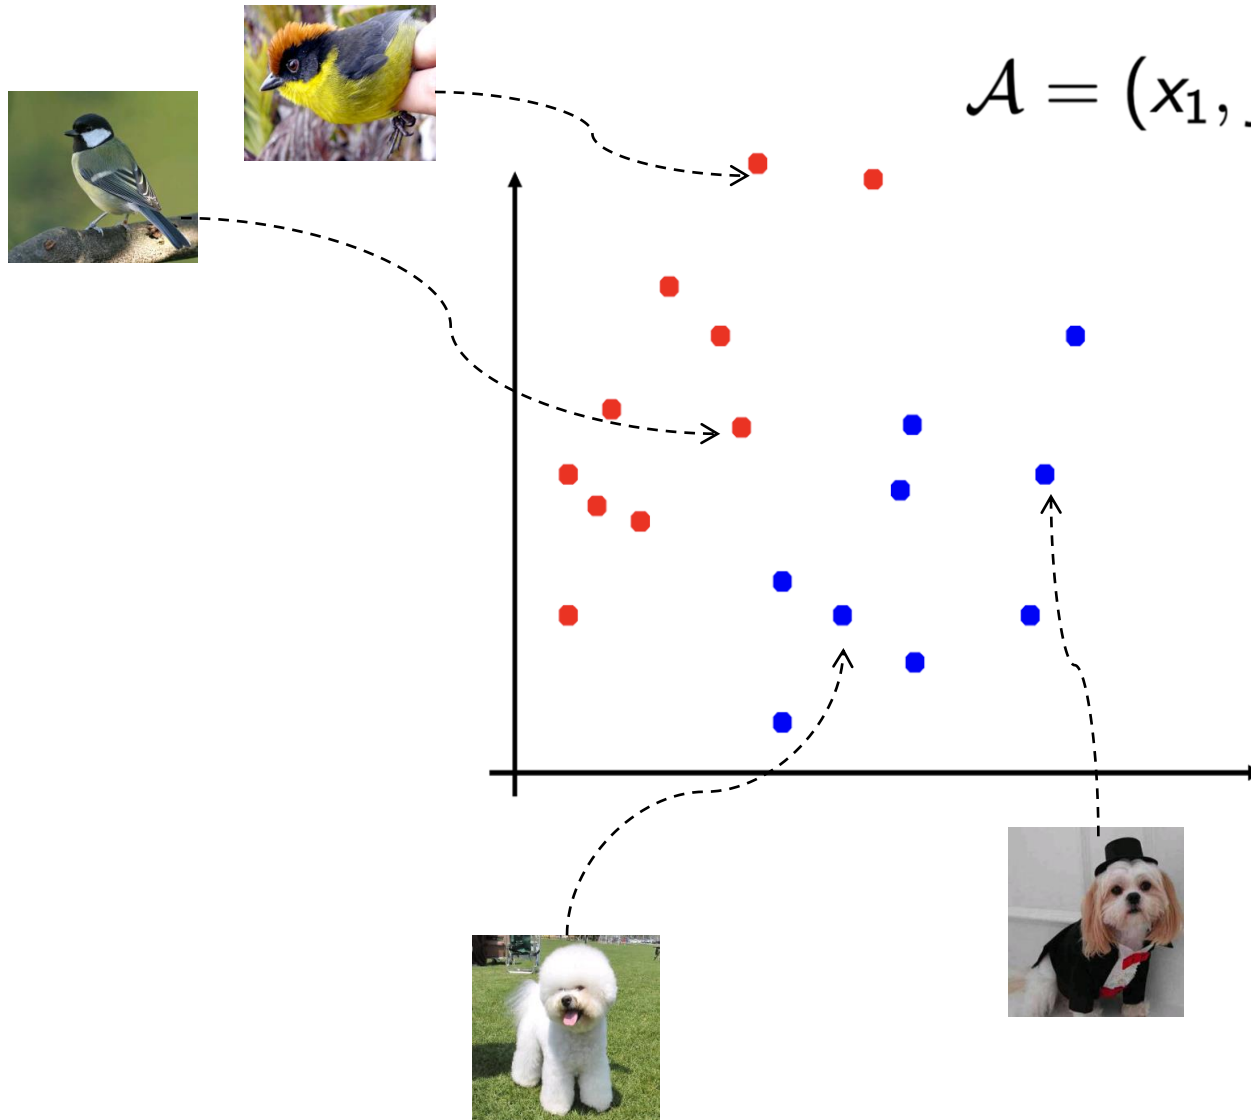 𝒜 = (x₁,